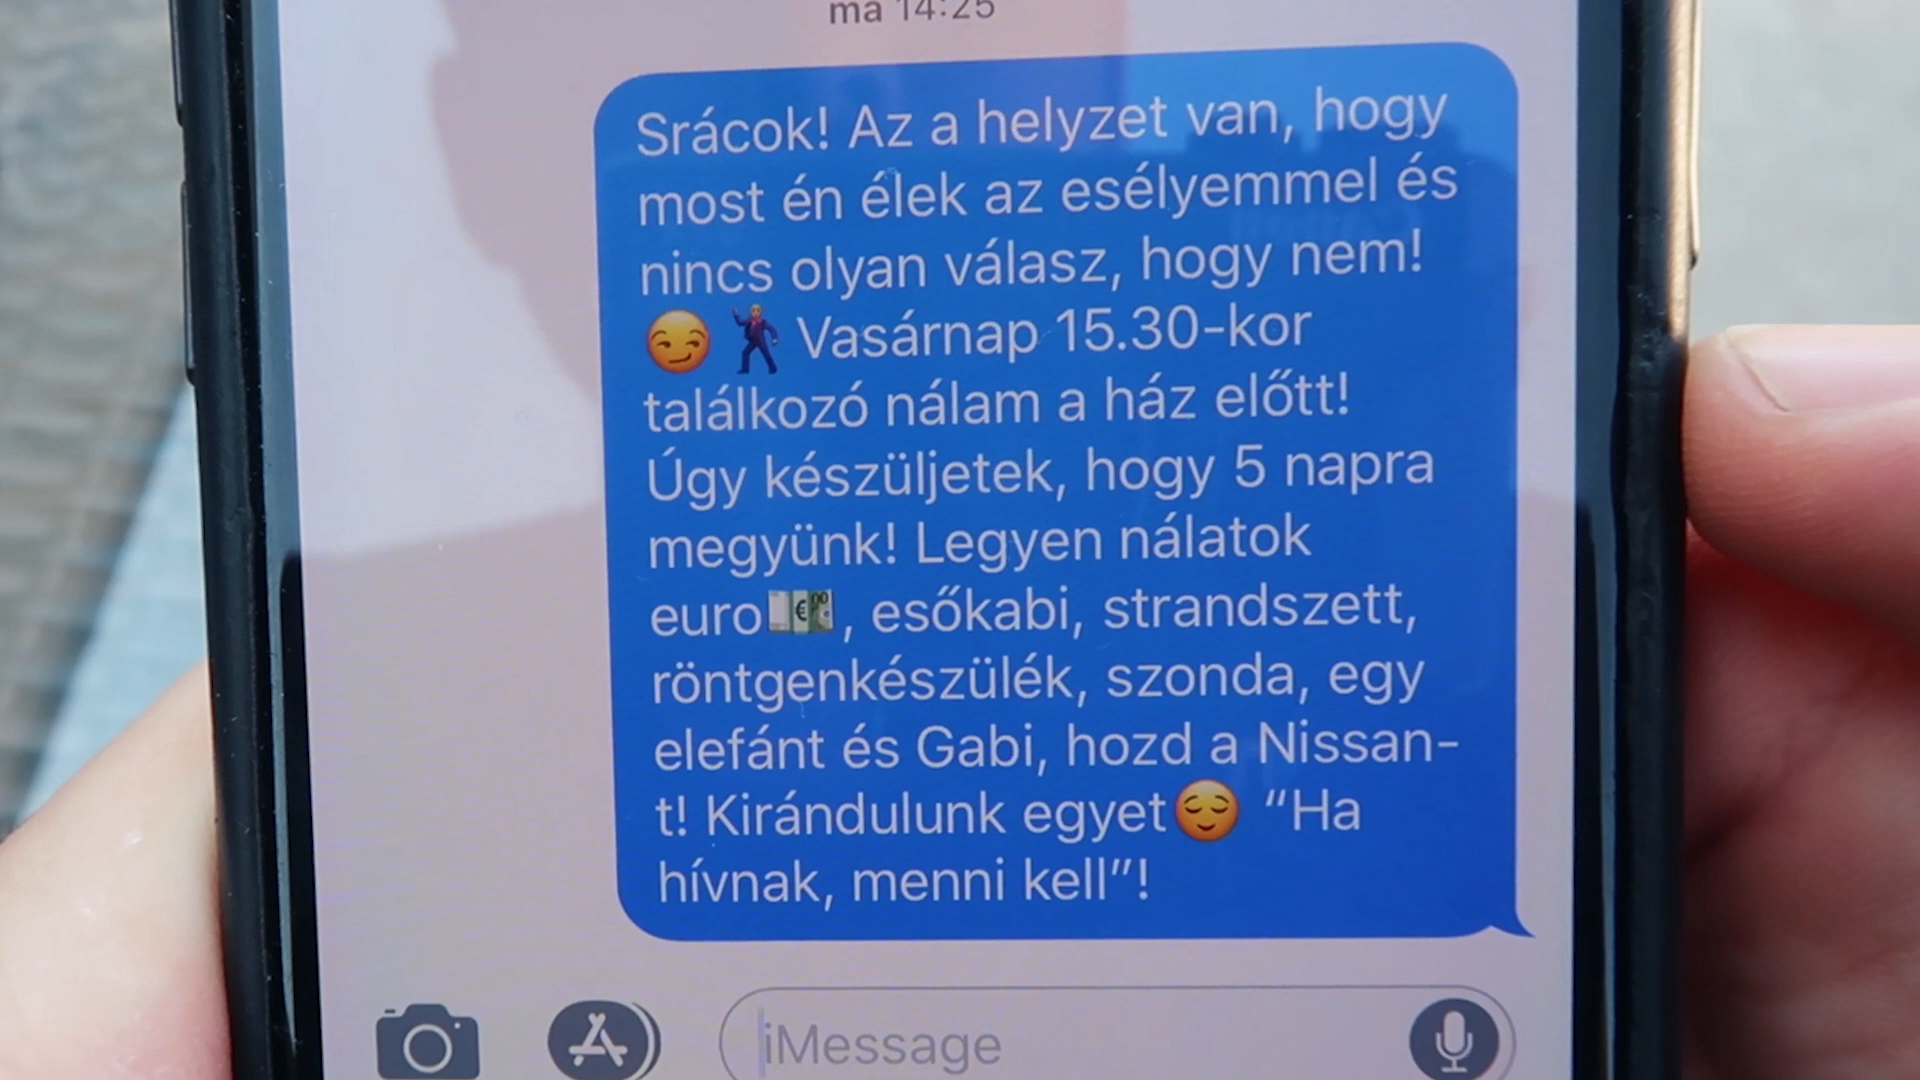 ma 14:25
Srácok! Az a helyzet van, hogy
most én élek az esélyemmel és
nincs olyan válasz, hogy nem!
😏🕺 Vasárnap 15.30-kor
találkozó nálam a ház előtt!
Úgy készüljetek, hogy 5 napra
megyünk! Legyen nálatok
euro💶, esőkabi, strandszett,
röntgenkészülék, szonda, egy
elefánt és Gabi, hozd a Nissan-
t! Kirándulunk egyet😌 “Ha
hívnak, menni kell”!
iMessage